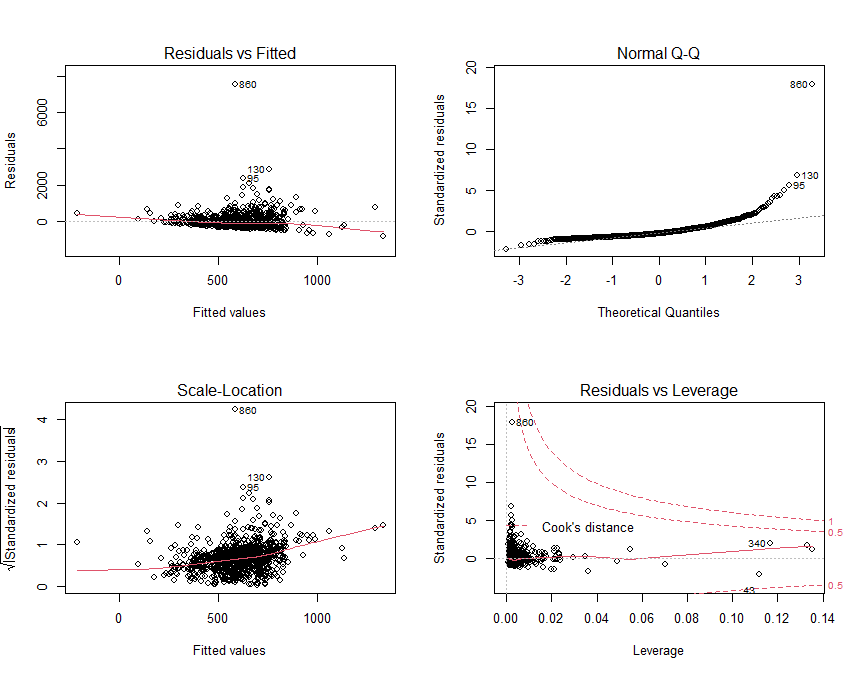 Residuals vs Fitted
Residuals
0 2000 6000
860
130
95
0 500 1000
Fitted values
Normal Q-Q
Standardized residuals
0 5 10 15 20
860
130
95
-3 -2 -1 0 1 2 3
Theoretical Quantiles
Scale-Location
√|Standardized residuals|
0 1 2 3 4
860
130
95
0 500 1000
Fitted values
Residuals vs Leverage
Standardized residuals
0 5 10 15 20
860
Cook's distance
1
0.5
340
43
0.5
0.00 0.02 0.04 0.06 0.08 0.10 0.12 0.14
Leverage